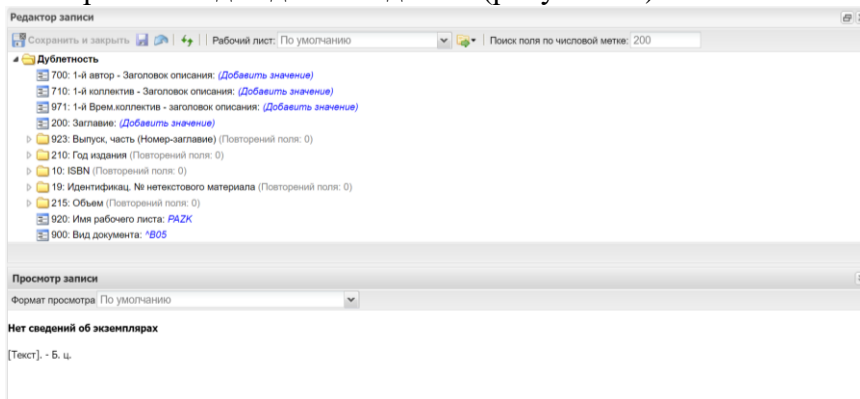 Редактор записи
Сохранить и закрыть Рабочий лист: По умолчанию Поиск поля по числовой метке: 200
Дублетность
700: 1-й автор - Заголовок описания: (Добавить значение)
710: 1-й коллектив - Заголовок описания: (Добавить значение)
971: 1-й Врем.коллектив - заголовок описания: (Добавить значение)
200: Заглавие: (Добавить значение)
923: Выпуск, часть (Номер-заглавие) (Повторений поля: 0)
210: Год издания (Повторений поля: 0)
10: ISBN (Повторений поля: 0)
19: Идентификац. № нетекстового материала (Повторений поля: 0)
215: Объем (Повторений поля: 0)
920: Имя рабочего листа: PAZK
900: Вид документа: ^B05
Просмотр записи
Формат просмотра По умолчанию
Нет сведений об экземплярах
[Текст]. - Б. ц.